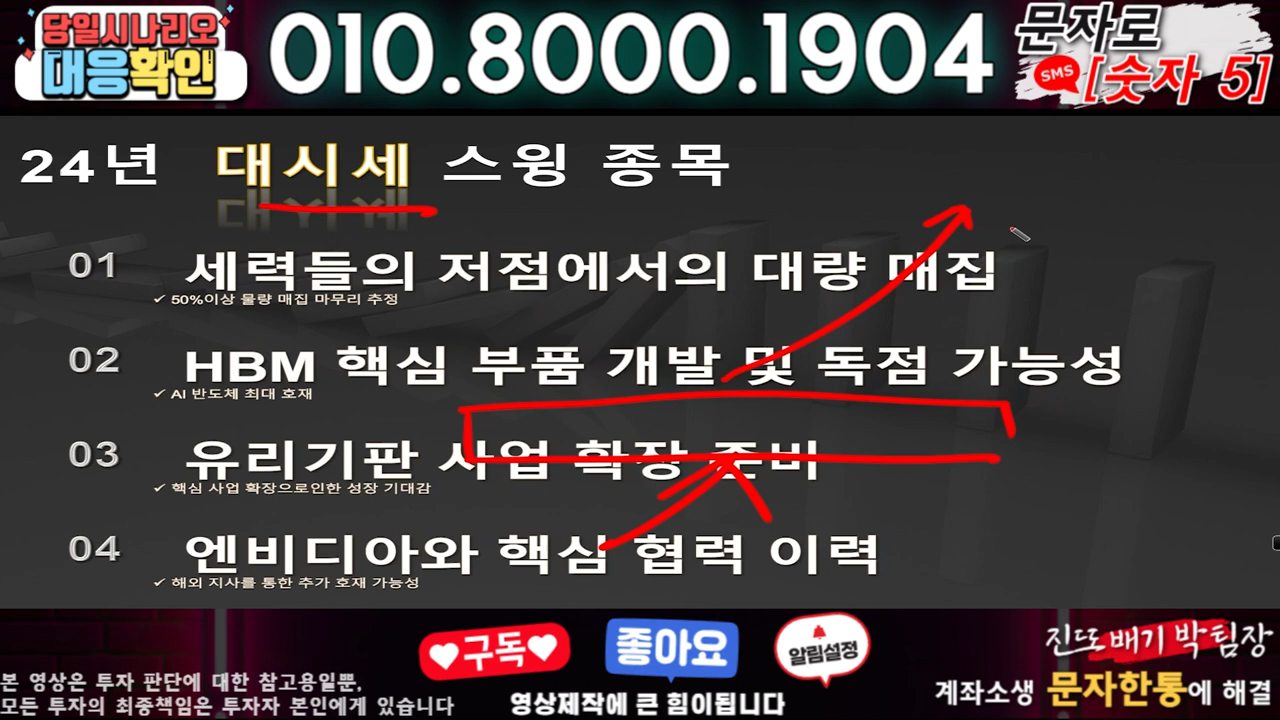 당일시나리오
대응확인
010.8000.1904
문자로
SMS [숫자 5]
24년 대시세 스윙 종목
01 세력들의 저점에서의 대량 매집
✓ 50%이상 물량 매집 마무리 추정
02 HBM 핵심 부품 개발 및 독점 가능성
✓ AI 반도체 최대 호재
03 유리기판 사업 확장 준비
✓ 핵심 사업 확장으로인한 성장 기대감
04 엔비디아와 핵심 협력 이력
✓ 해외 지사를 통한 추가 호재 가능성
구독
좋아요
알림설정
진또배기 박팀장
본 영상은 투자 판단에 대한 참고용일뿐,
모든 투자의 최종책임은 투자자 본인에게 있습니다
영상제작에 큰 힘이됩니다
계좌소생 문자한통에 해결